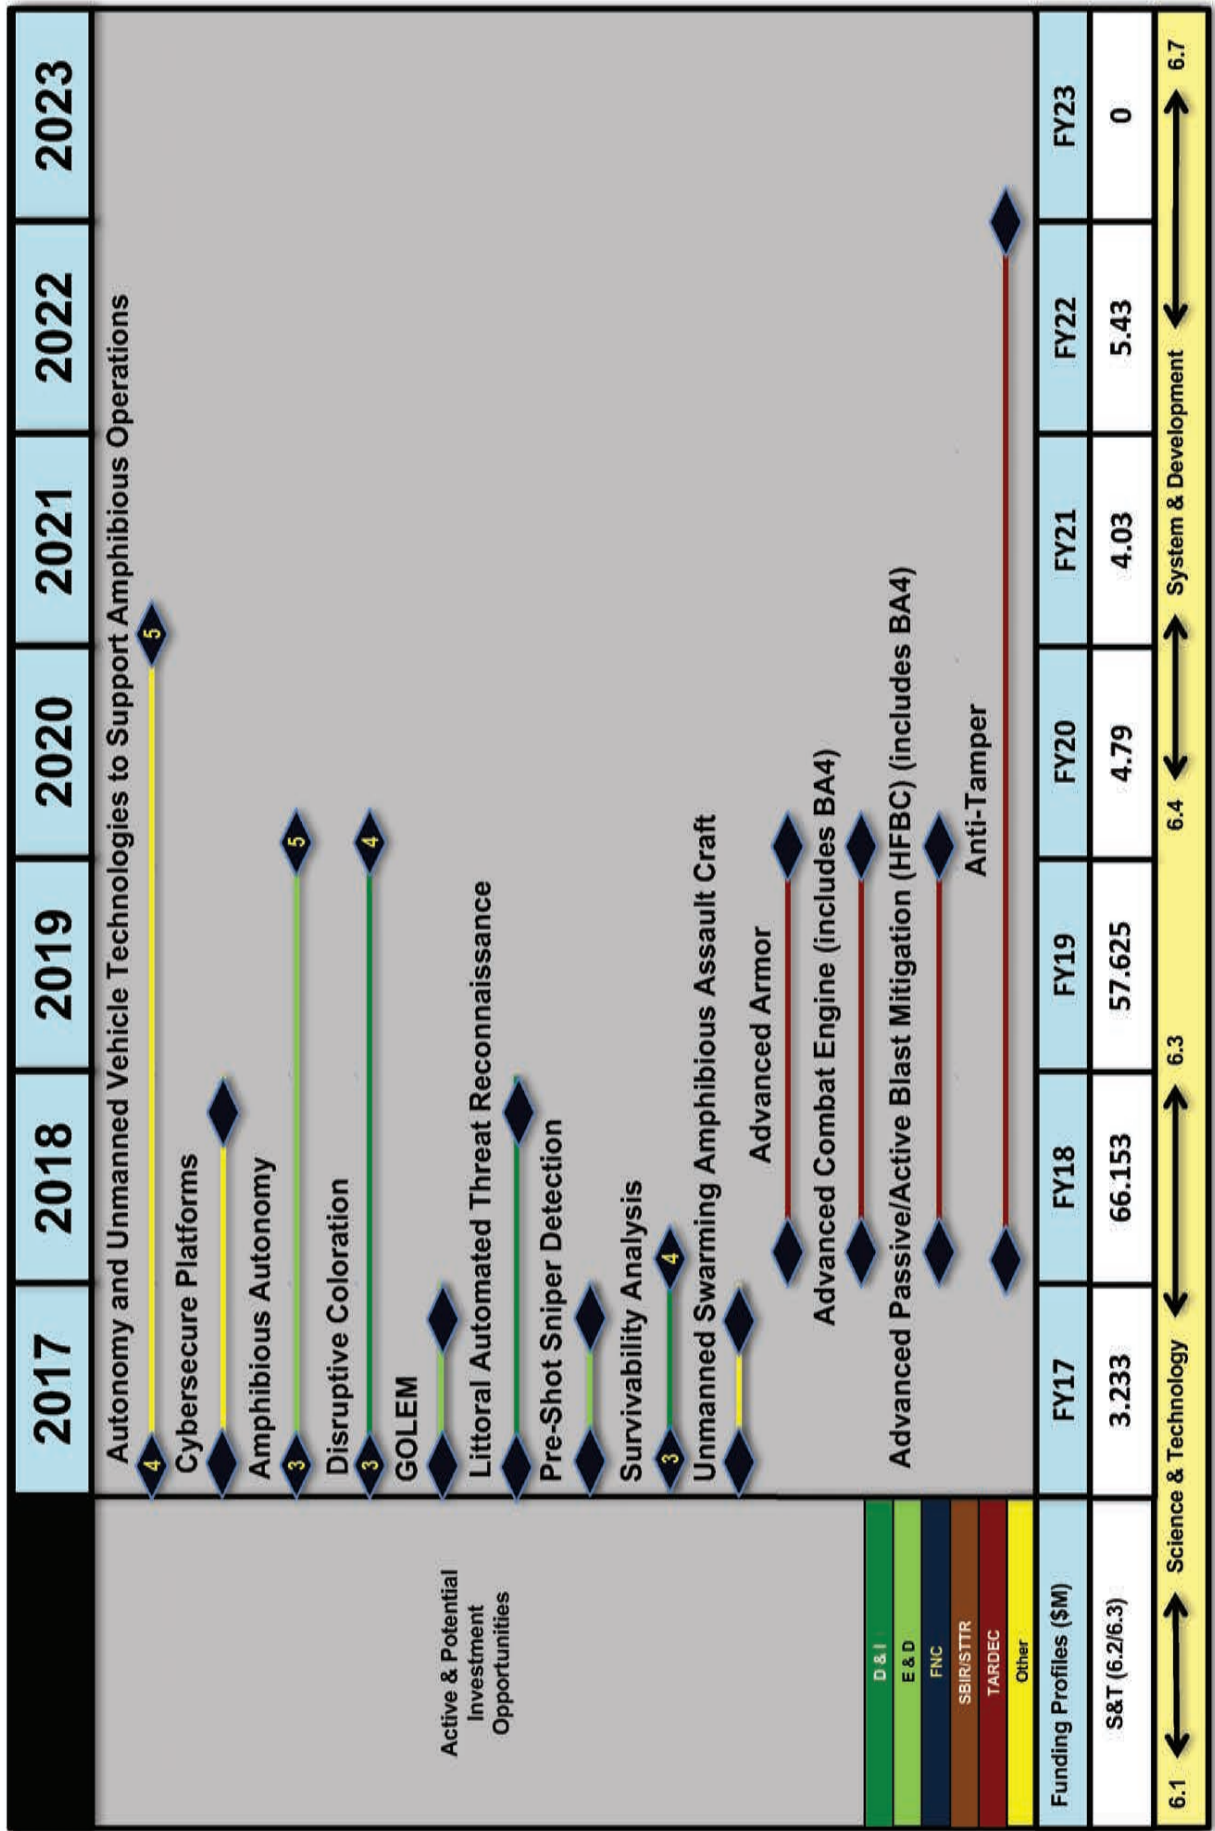 2017 2018 2019 2020 2021 2022 2023
Active & Potential
Investment
Opportunities
Autonomy and Unmanned Vehicle Technologies to Support Amphibious Operations
4 5
Cybersecure Platforms
Amphibious Autonomy
3 5
Disruptive Coloration
3 4
GOLEM
Littoral Automated Threat Reconnaissance
Pre-Shot Sniper Detection
Survivability Analysis
3 4
Unmanned Swarming Amphibious Assault Craft
Advanced Armor
Advanced Combat Engine (includes BA4)
Advanced Passive/Active Blast Mitigation (HFBC) (includes BA4)
Anti-Tamper
D & I
E & D
FNC
SBIR/STTR
TARDEC
Other
Funding Profiles ($M) FY17 FY18 FY19 FY20 FY21 FY22 FY23
S&T (6.2/6.3) 3.233 66.153 57.625 4.79 4.03 5.43 0
6.1 Science & Technology 6.3 6.4 System & Development 6.7